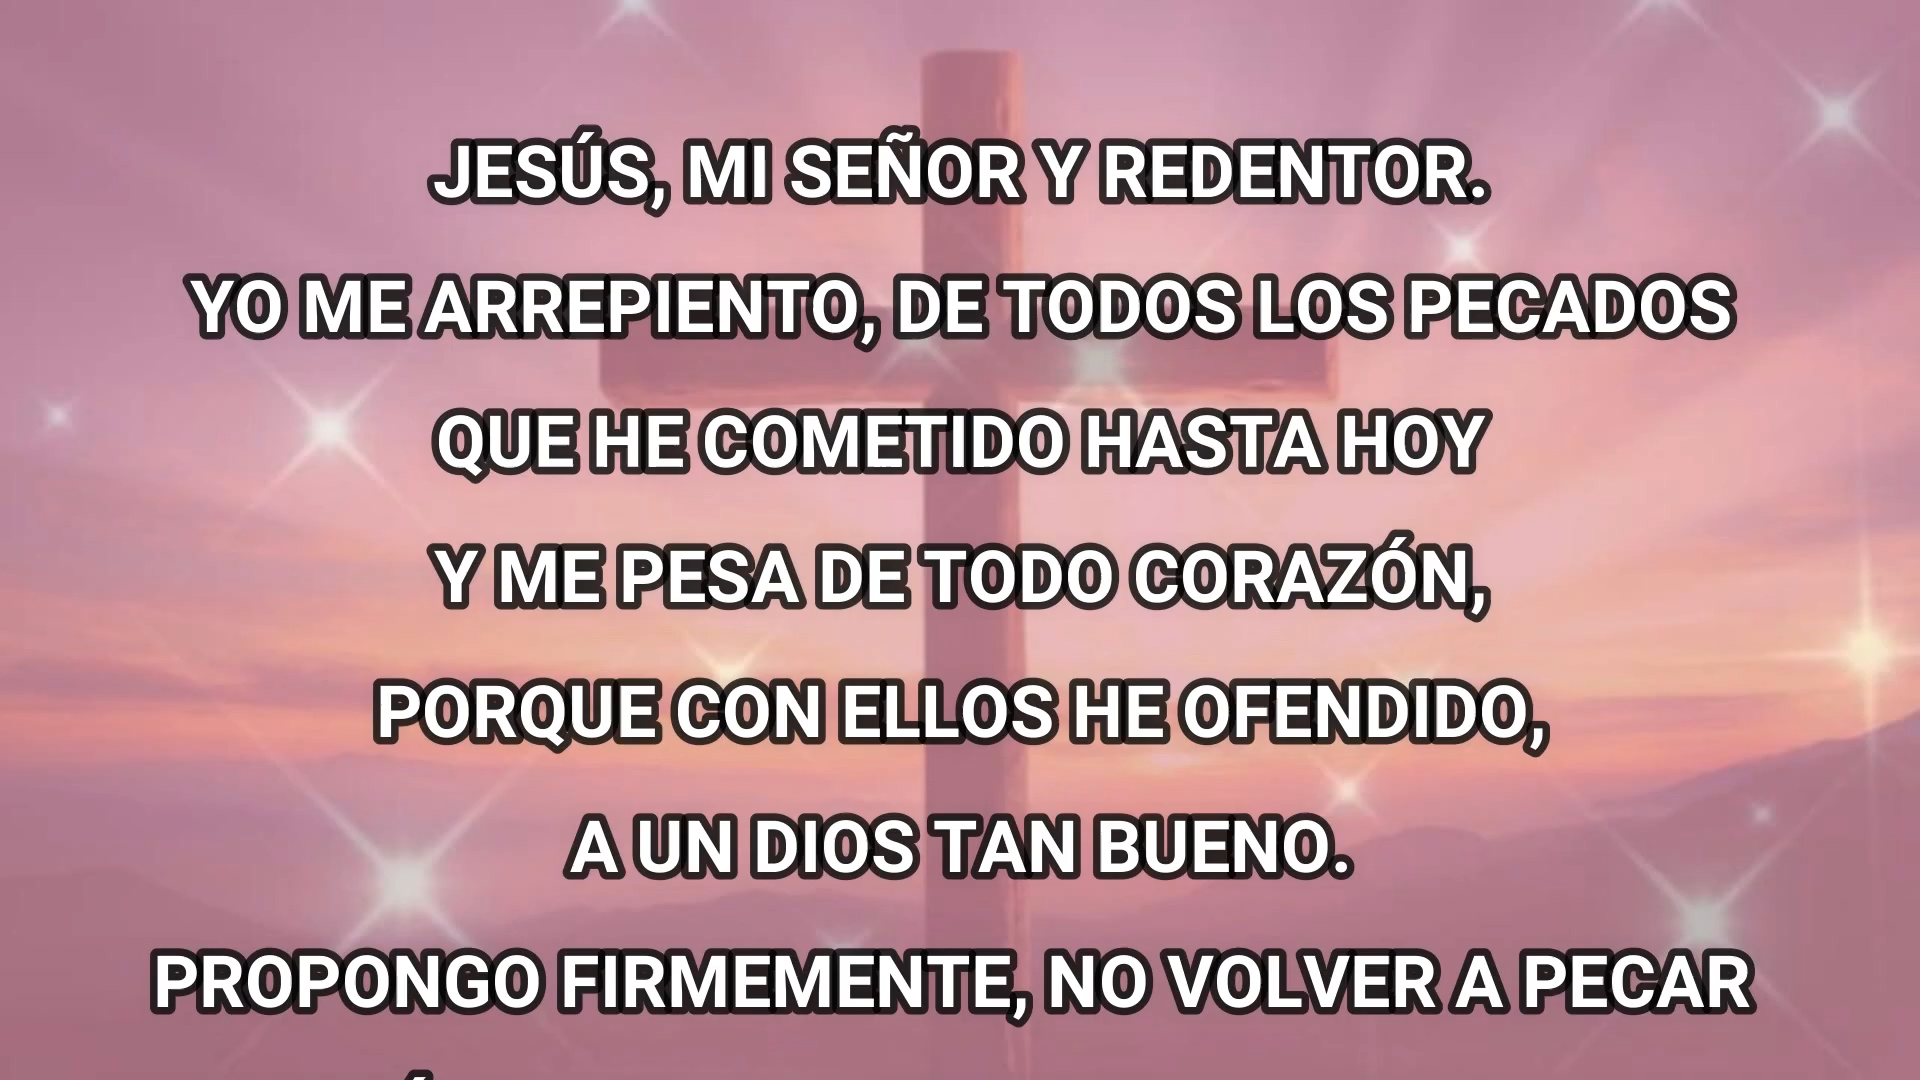 JESÚS, MI SEÑOR Y REDENTOR.
YO ME ARREPIENTO, DE TODOS LOS PECADOS
QUE HE COMETIDO HASTA HOY
Y ME PESA DE TODO CORAZÓN,
PORQUE CON ELLOS HE OFENDIDO,
A UN DIOS TAN BUENO.
PROPONGO FIRMEMENTE, NO VOLVER A PECAR